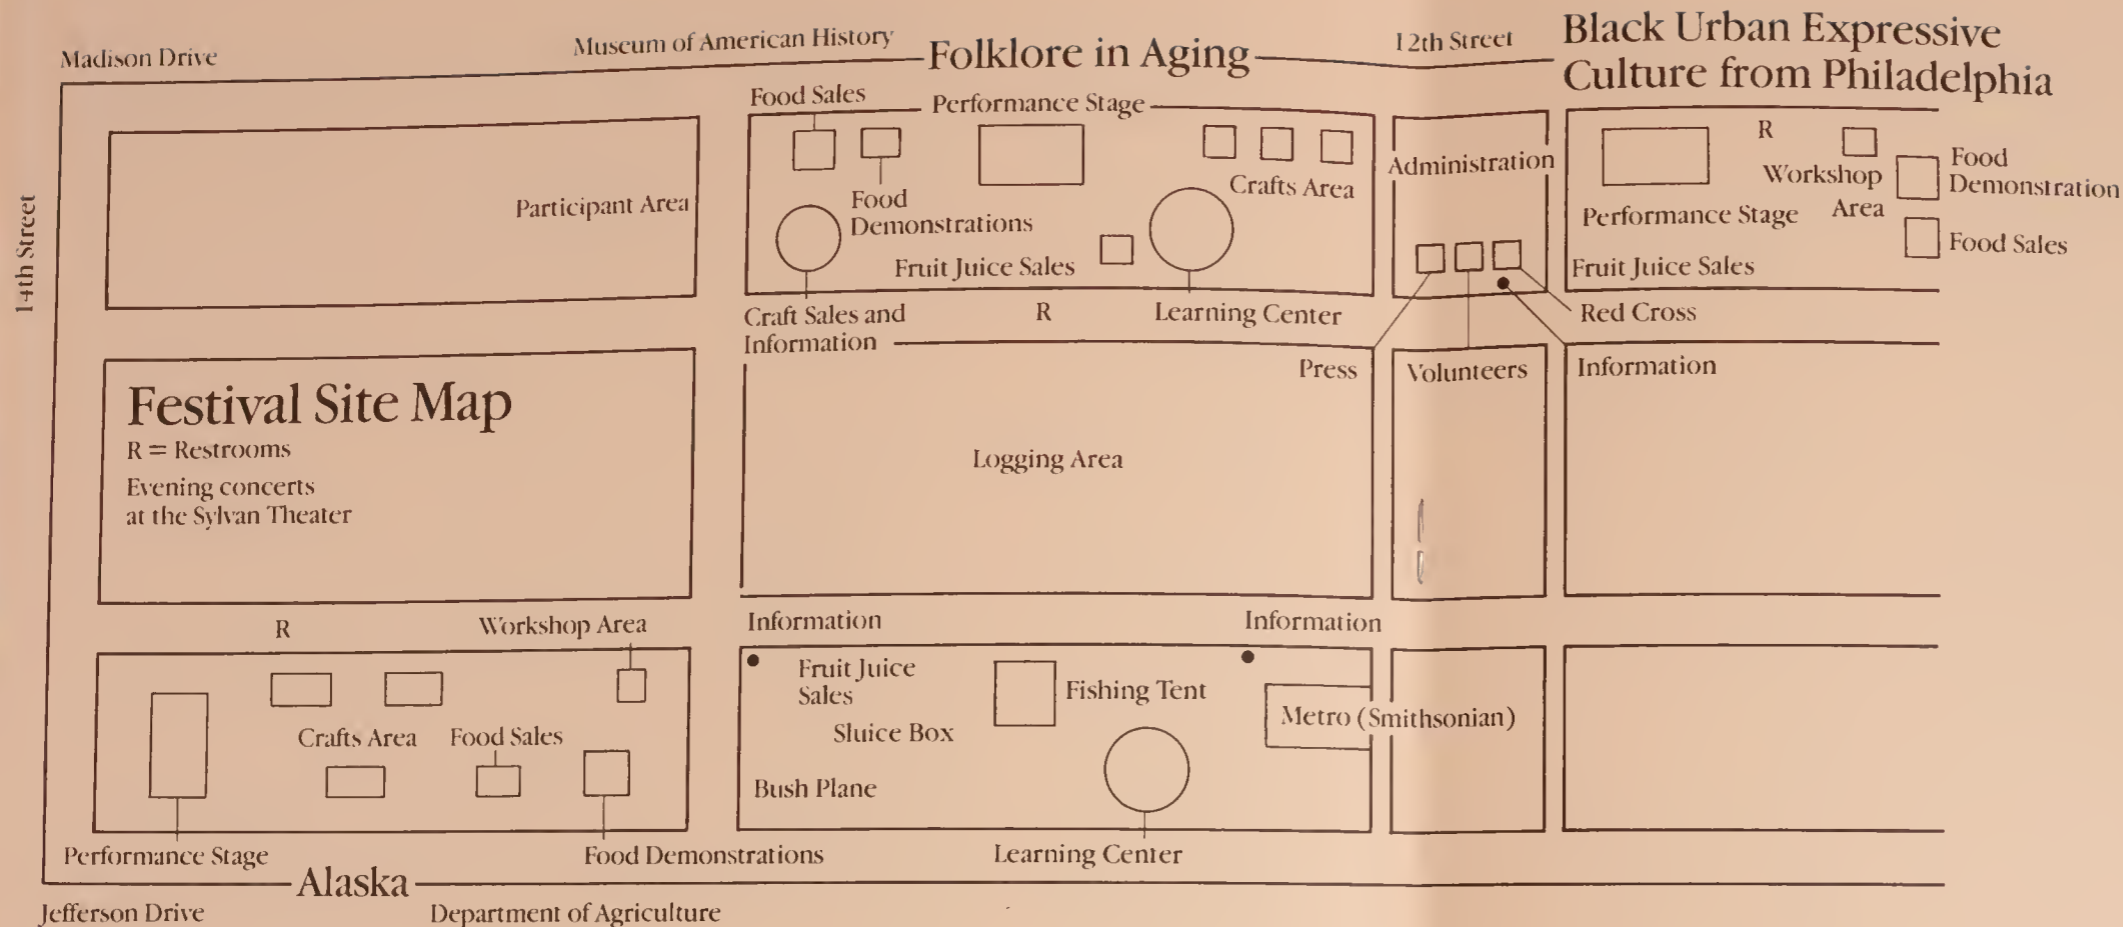 Madison Drive
Museum of American History
Folklore in Aging
12th Street
Black Urban Expressive
Culture from Philadelphia
14th Street
Participant Area
Food Sales
Performance Stage
Food
Demonstrations
Crafts Area
Fruit Juice Sales
Craft Sales and
Information
R
Learning Center
Administration
Press
Volunteers
Red Cross
Information
R
Workshop
Area
Food
Demonstration
Performance Stage
Food Sales
Fruit Juice Sales
Festival Site Map
R = Restrooms
Evening concerts
at the Sylvan Theater
Logging Area
R
Workshop Area
Crafts Area
Food Sales
Performance Stage
Food Demonstrations
Information
Information
Fruit Juice
Sales
Fishing Tent
Sluice Box
Metro (Smithsonian)
Bush Plane
Learning Center
Alaska
Jefferson Drive
Department of Agriculture